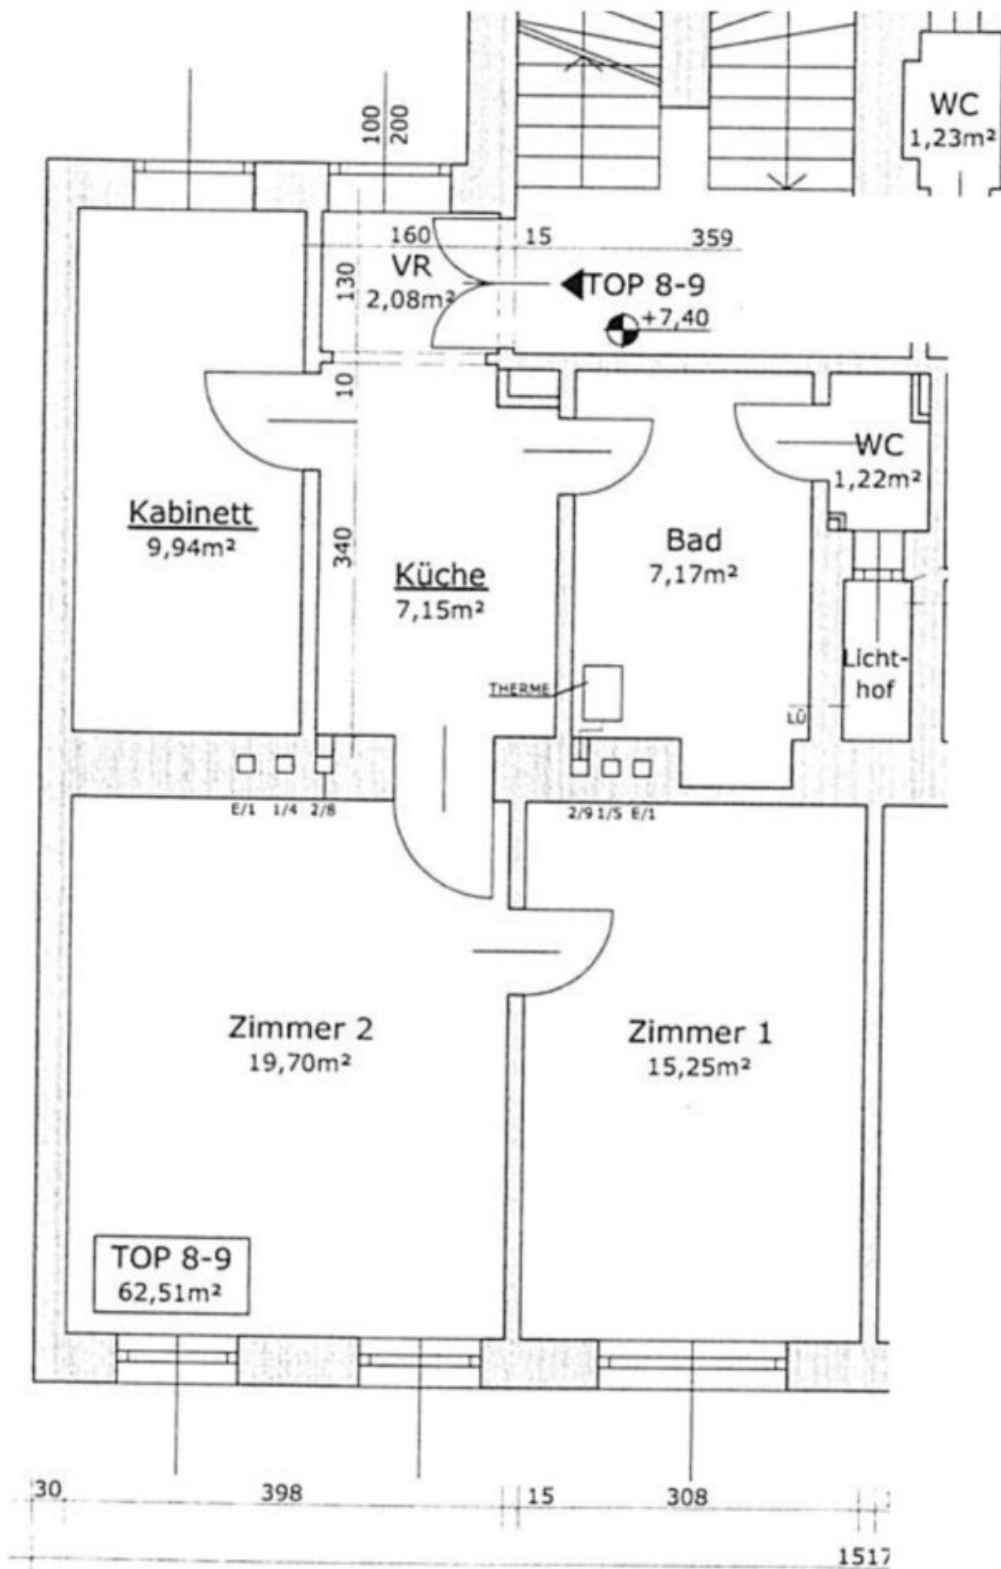 100
200
WC
1,23m²
160
15
359
VR
2,08m²
130
TOP 8-9
+7,40
10
WC
1,22m²
Kabinett
9,94m²
340
Küche
7,15m²
Bad
7,17m²
THERME
Licht-
hof
LÜ
E/1
1/4
2/8
2/9
1/5
E/1
Zimmer 2
19,70m²
Zimmer 1
15,25m²
TOP 8-9
62,51m²
30
398
15
308
1517